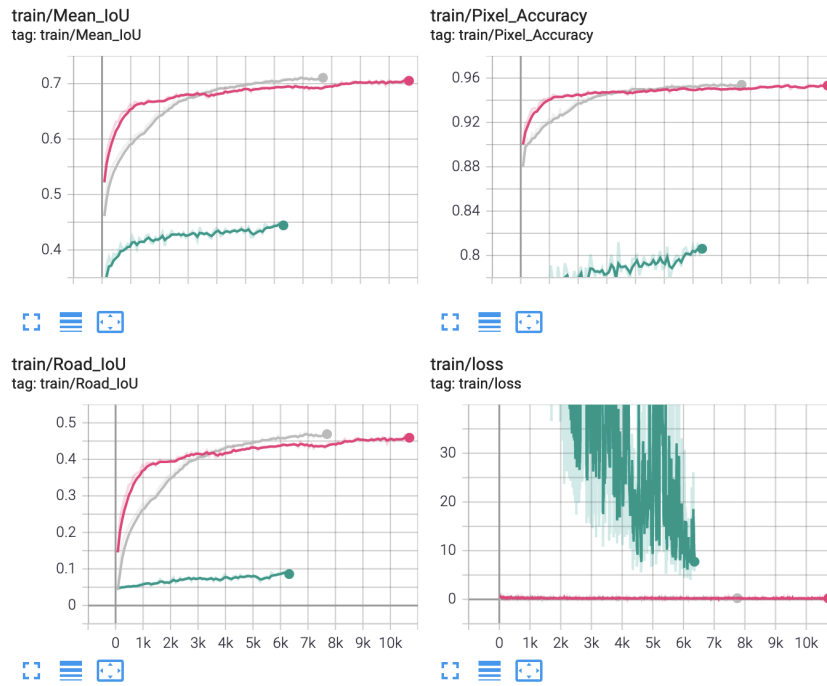 train/Mean_IoU
tag: train/Mean_IoU
0.7
0.6
0.5
0.4
train/Pixel_Accuracy
tag: train/Pixel_Accuracy
0.96
0.92
0.88
0.84
0.8
train/Road_IoU
tag: train/Road_IoU
0.5
0.4
0.3
0.2
0.1
0
0 1k 2k 3k 4k 5k 6k 7k 8k 9k 10k
train/loss
tag: train/loss
30
20
10
0
0 1k 2k 3k 4k 5k 6k 7k 8k 9k 10k